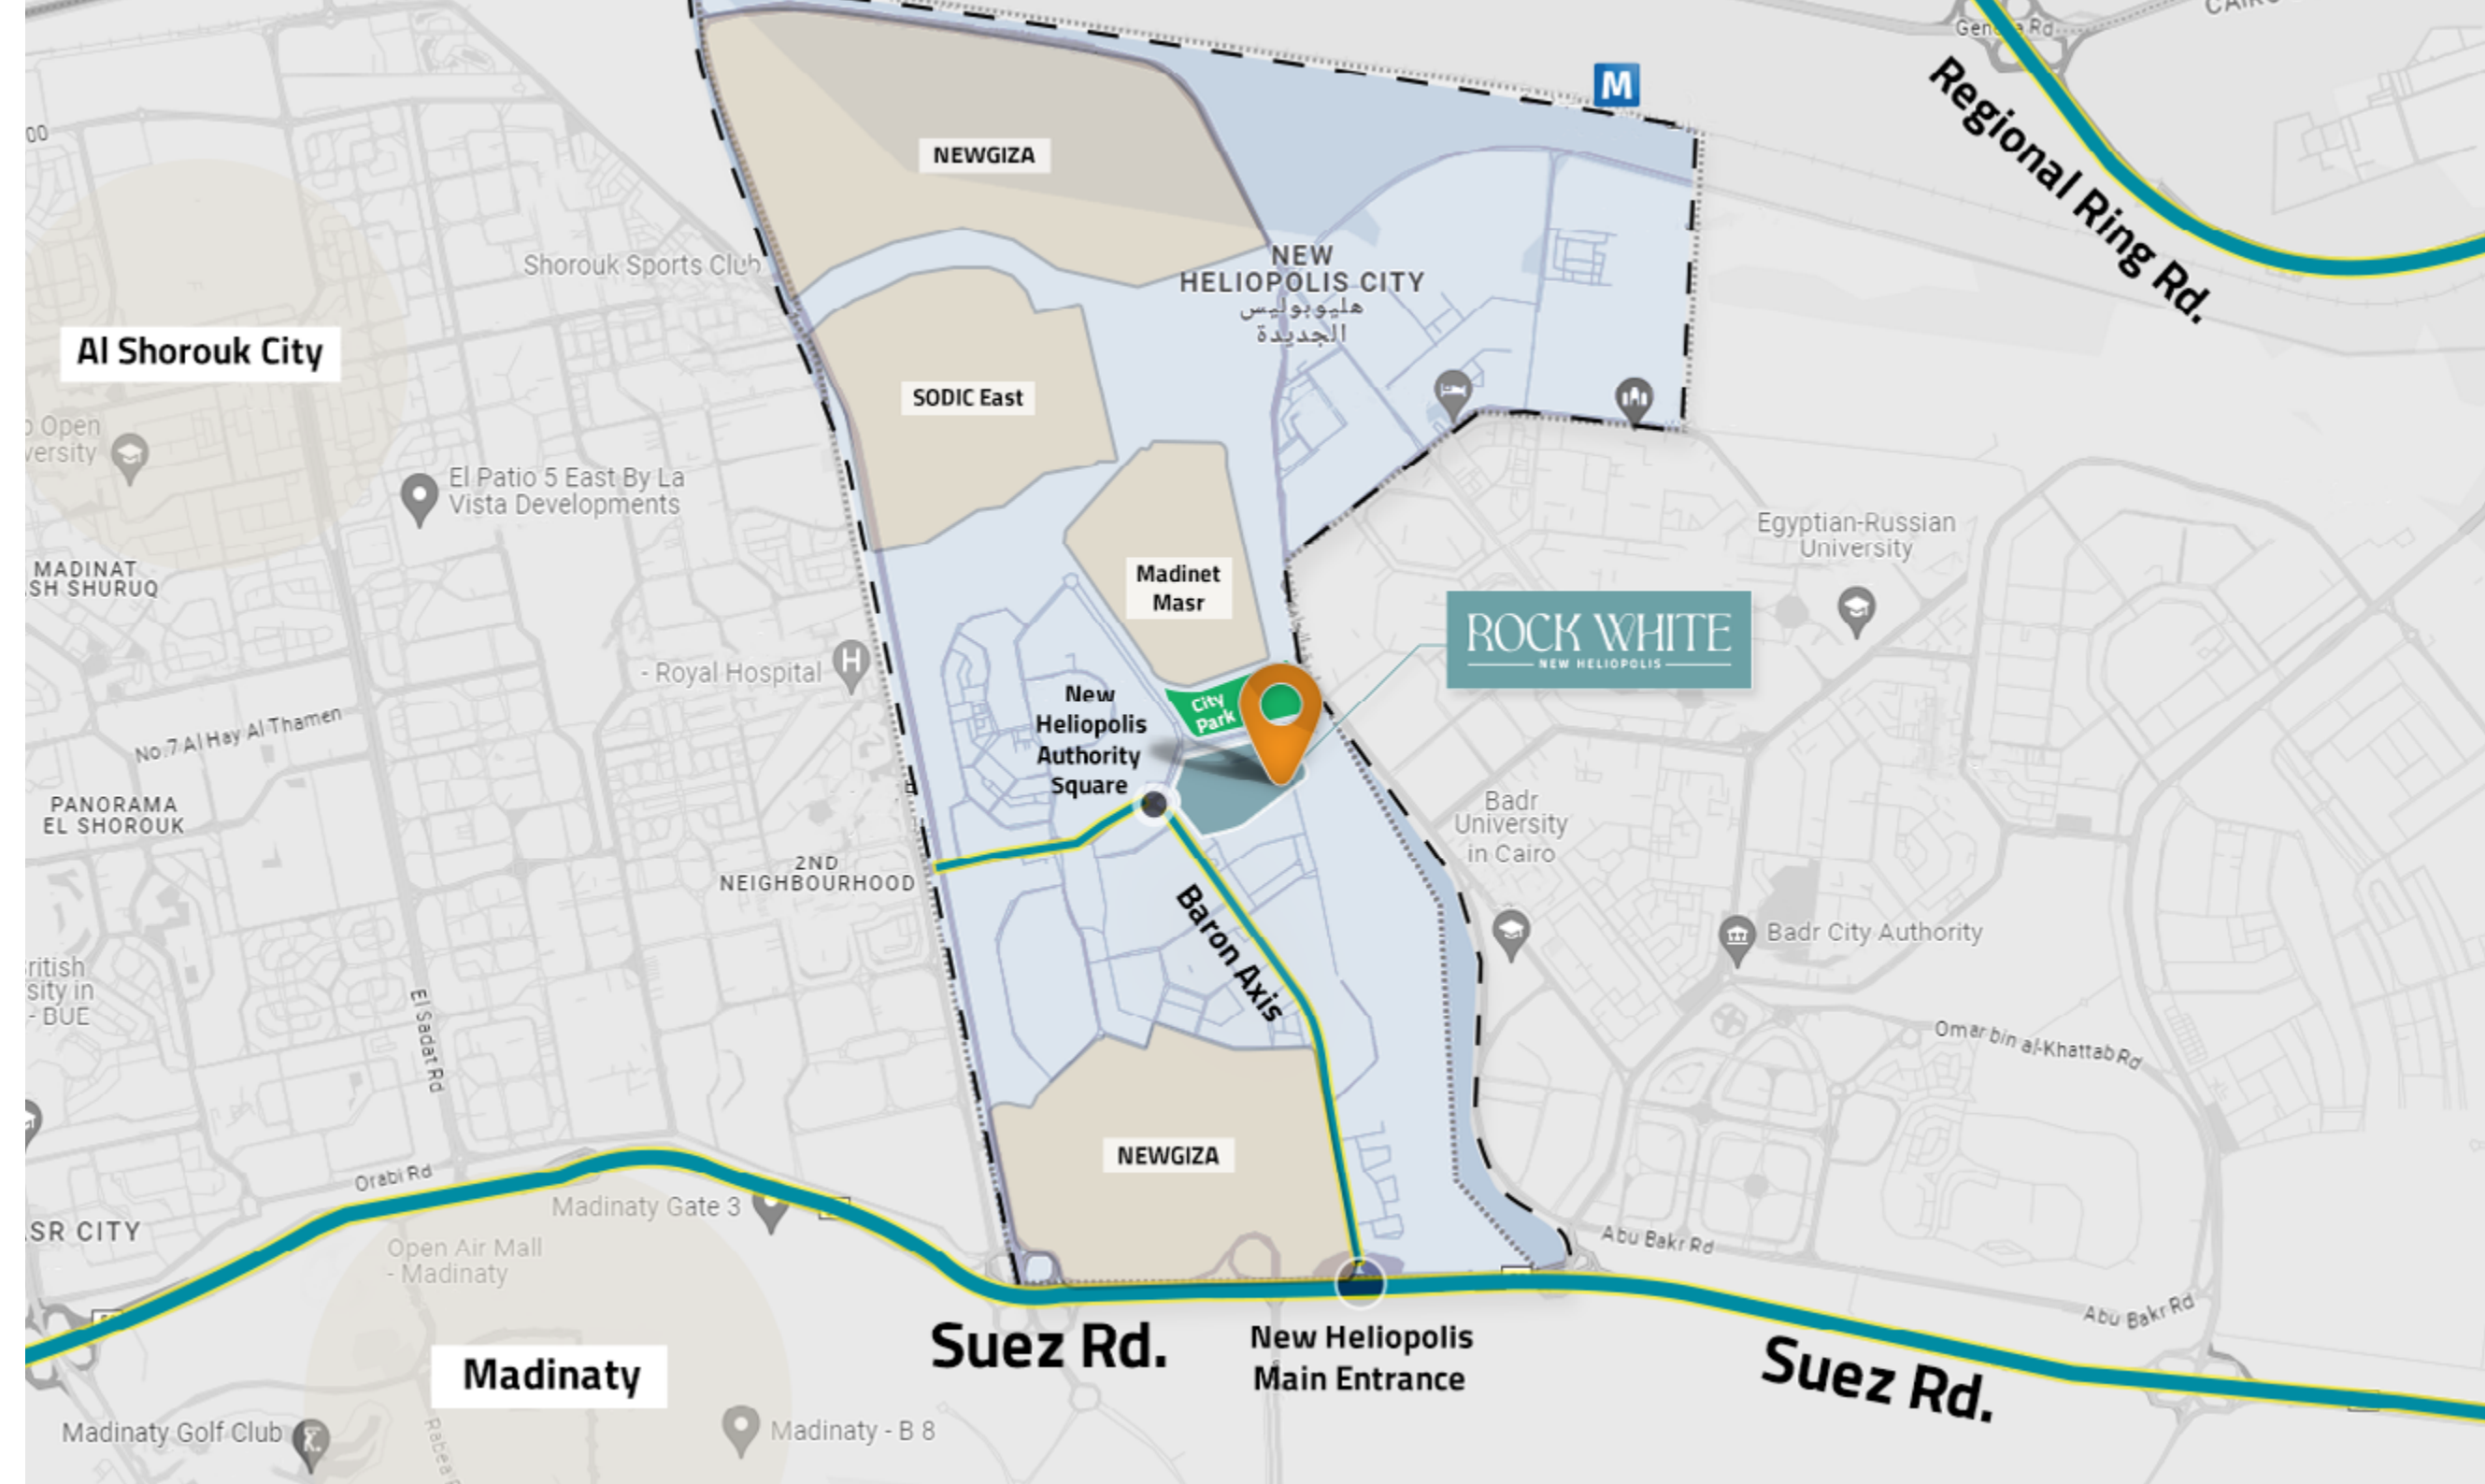 Geneva Rd
CAIRO
Regional Ring Rd.
M
00
NEWGIZA
Shorouk Sports Club
NEW
HELIOPOLIS CITY
هليوبوليس
الجديدة
Al Shorouk City
SODIC East
Open
El Patio 5 East By La
Vista Developments
Egyptian-Russian
University
MADINAT
SH SHURUQ
Madinet
Masr
ROCK WHITE
NEW HELIOPOLIS
- Royal Hospital
H
City
Park
New
Heliopolis
Authority
Square
No.7 Al Hay Al Thamen
PANORAMA
EL SHOROUK
Badr
University
in Cairo
2ND
NEIGHBOURHOOD
Baron Axis
Badr City Authority
ritish
sity in
- BUE
El Sadat Rd
Omar bin al-Khattab Rd
NEWGIZA
Orabi Rd
Madinaty Gate 3
SR CITY
Open Air Mall
- Madinaty
Abu Bakr Rd
Abu Bakr Rd
Suez Rd.
New Heliopolis
Main Entrance
Suez Rd.
Madinaty
Madinaty Golf Club
Madinaty - B 8